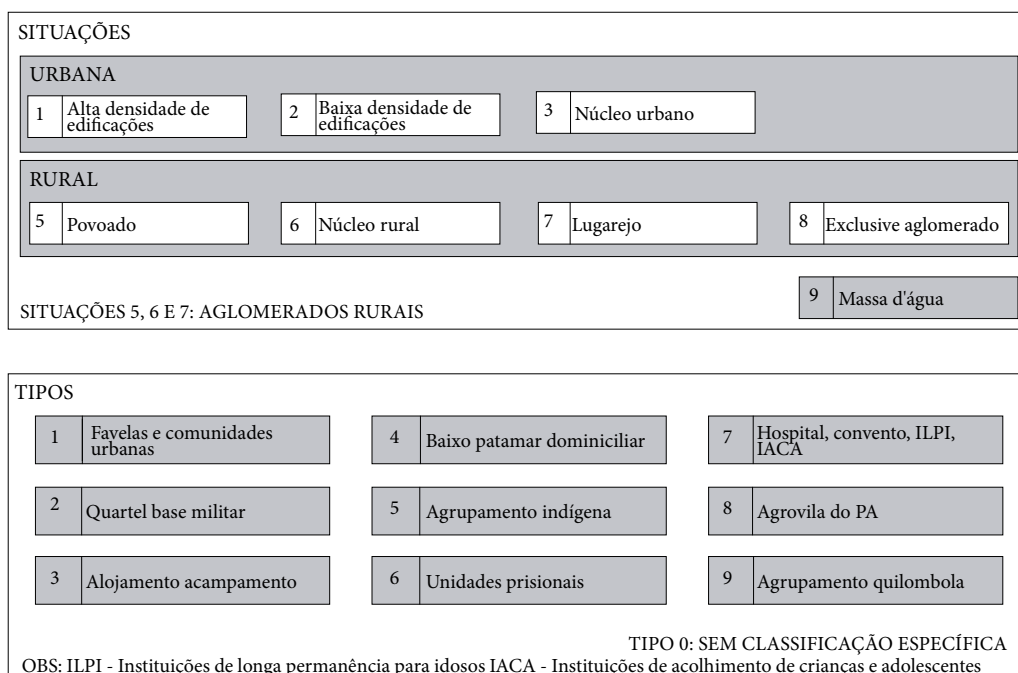 SITUAÇÕES
URBANA
1 Alta densidade de
edificações
2 Baixa densidade de
edificações
3 Núcleo urbano
RURAL
5 Povoado
6 Núcleo rural
7 Lugarejo
8 Exclusive aglomerado
9 Massa d'água
SITUAÇÕES 5, 6 E 7: AGLOMERADOS RURAIS
TIPOS
1 Favelas e comunidades
urbanas
4 Baixo patamar dominiciliar
7 Hospital, convento, ILPI,
IACA
2 Quartel base militar
5 Agrupamento indígena
8 Agrovila do PA
3 Alojamento acampamento
6 Unidades prisionais
9 Agrupamento quilombola
TIPO 0: SEM CLASSIFICAÇÃO ESPECÍFICA
OBS: ILPI - Instituições de longa permanência para idosos IACA - Instituições de acolhimento de crianças e adolescentes